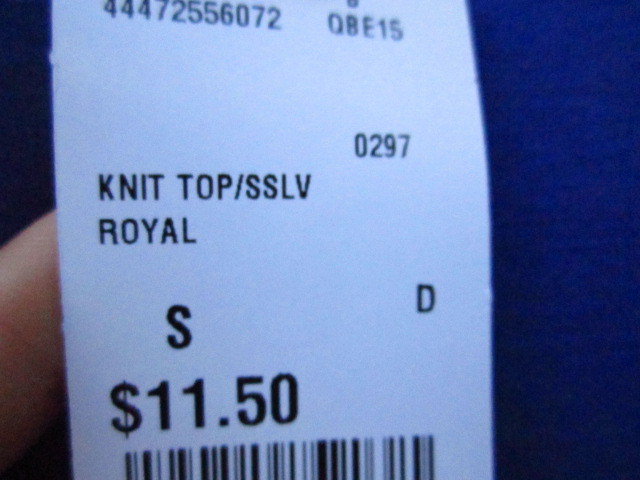 44472556072 QBE15
0297
KNIT TOP/SSLV
ROYAL
S D
$11.50